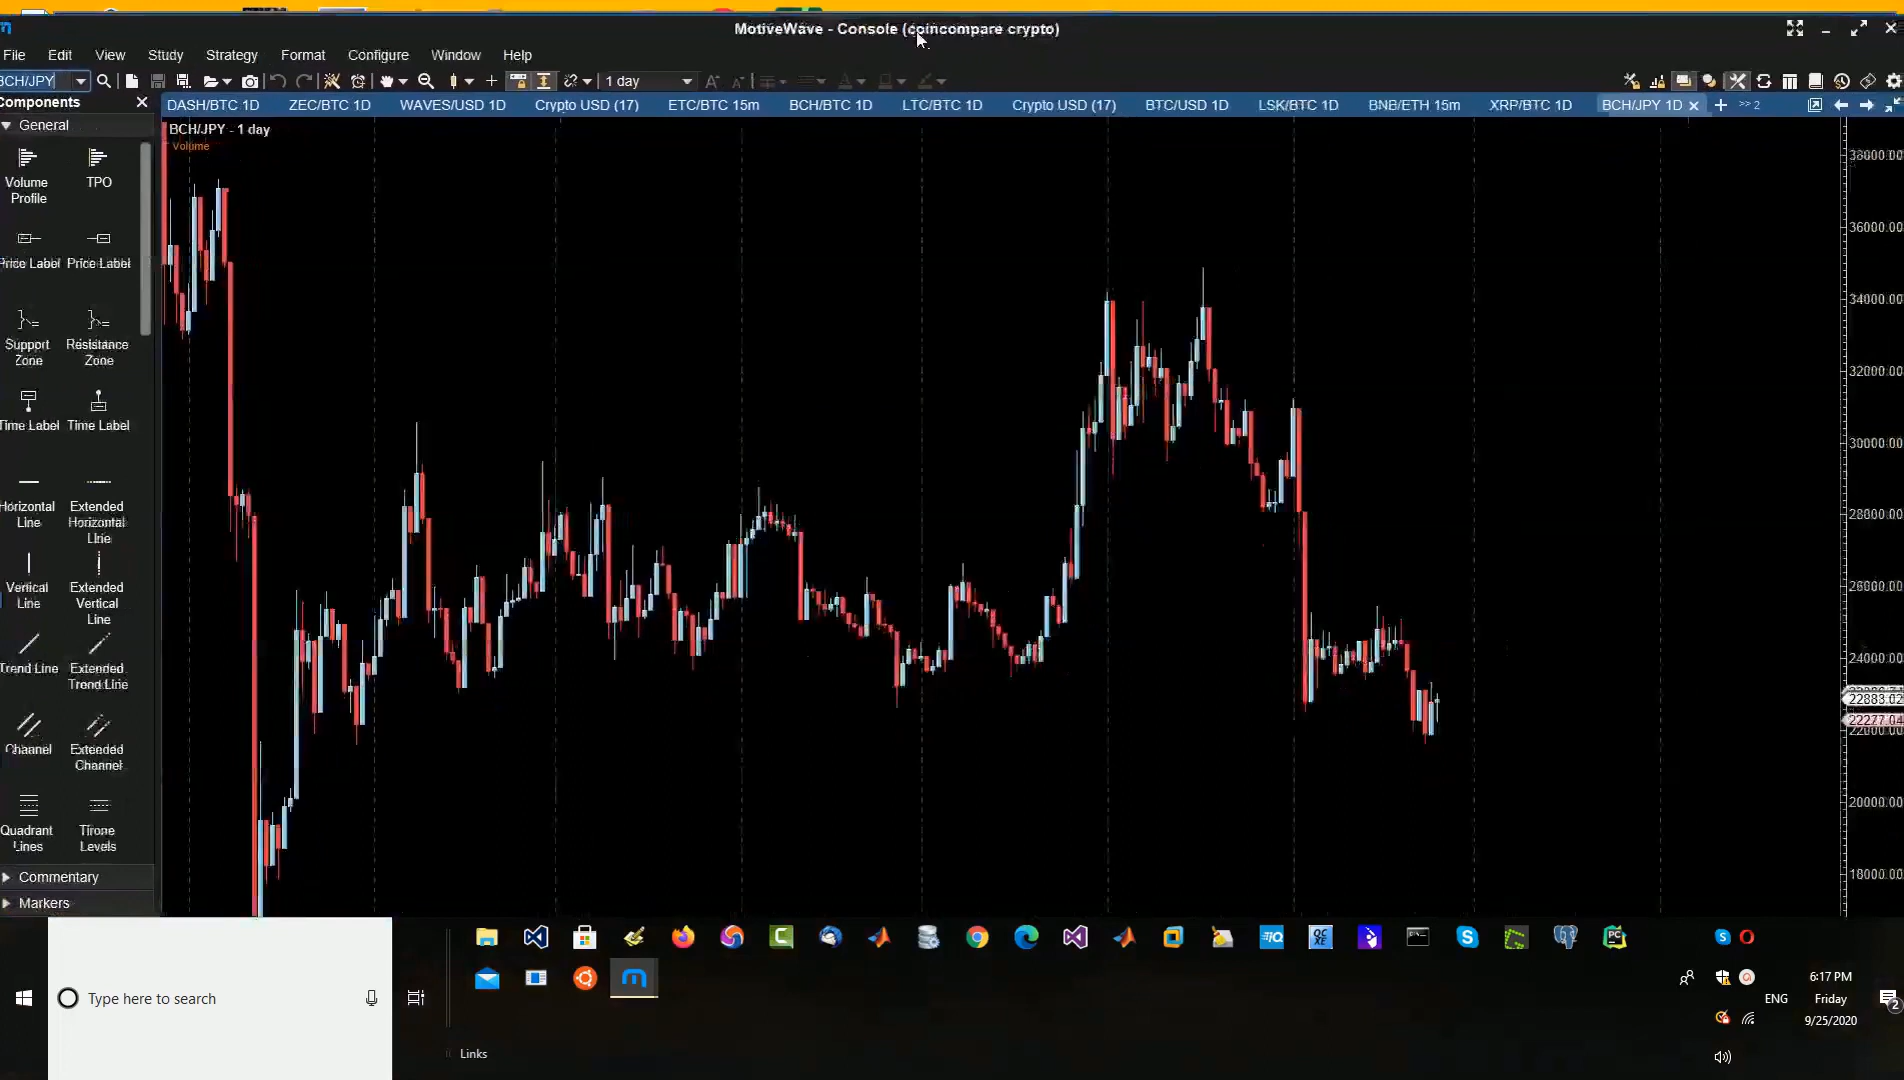 MotiveWave - Console (coincompare crypto)
File Edit View Study Strategy Format Configure Window Help
BCH/JPY 1 day
Components
DASH/BTC 1D ZEC/BTC 1D WAVES/USD 1D Crypto USD (17) ETC/BTC 15m BCH/BTC 1D LTC/BTC 1D Crypto USD (17) BTC/USD 1D LSK/BTC 1D BNB/ETH 15m XRP/BTC 1D BCH/JPY 1D >> 2
General
BCH/JPY - 1 day
Volume
Volume Profile
TPO
Price Label
Price Label
Support Zone
Resistance Zone
Time Label
Time Label
Horizontal Line
Extended Horizontal Line
Vertical Line
Extended Vertical Line
Trend Line
Extended Trend Line
Channel
Extended Channel
Quadrant Lines
Tirone Levels
Commentary
Markers
38000.00
36000.00
34000.00
32000.00
30000.00
28000.00
26000.00
24000.00
22883.02
22277.04
22000.00
20000.00
18000.00
Type here to search
Links
6:17 PM
ENG
Friday
9/25/2020
2